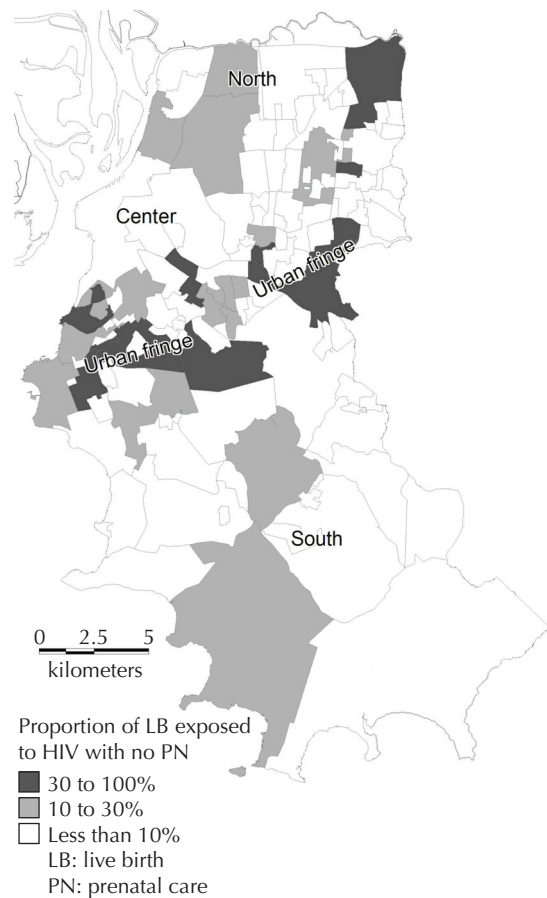 North
Center
Urban fringe
Urban fringe
South
0 2.5 5
kilometers
Proportion of LB exposed
to HIV with no PN
30 to 100%
10 to 30%
Less than 10%
LB: live birth
PN: prenatal care